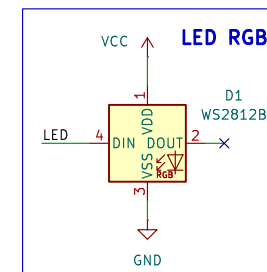 LED RGB
VCC
D1
WS2812B
1
VDD
LED
4
DIN
DOUT
2
VSS
RGB
3
GND